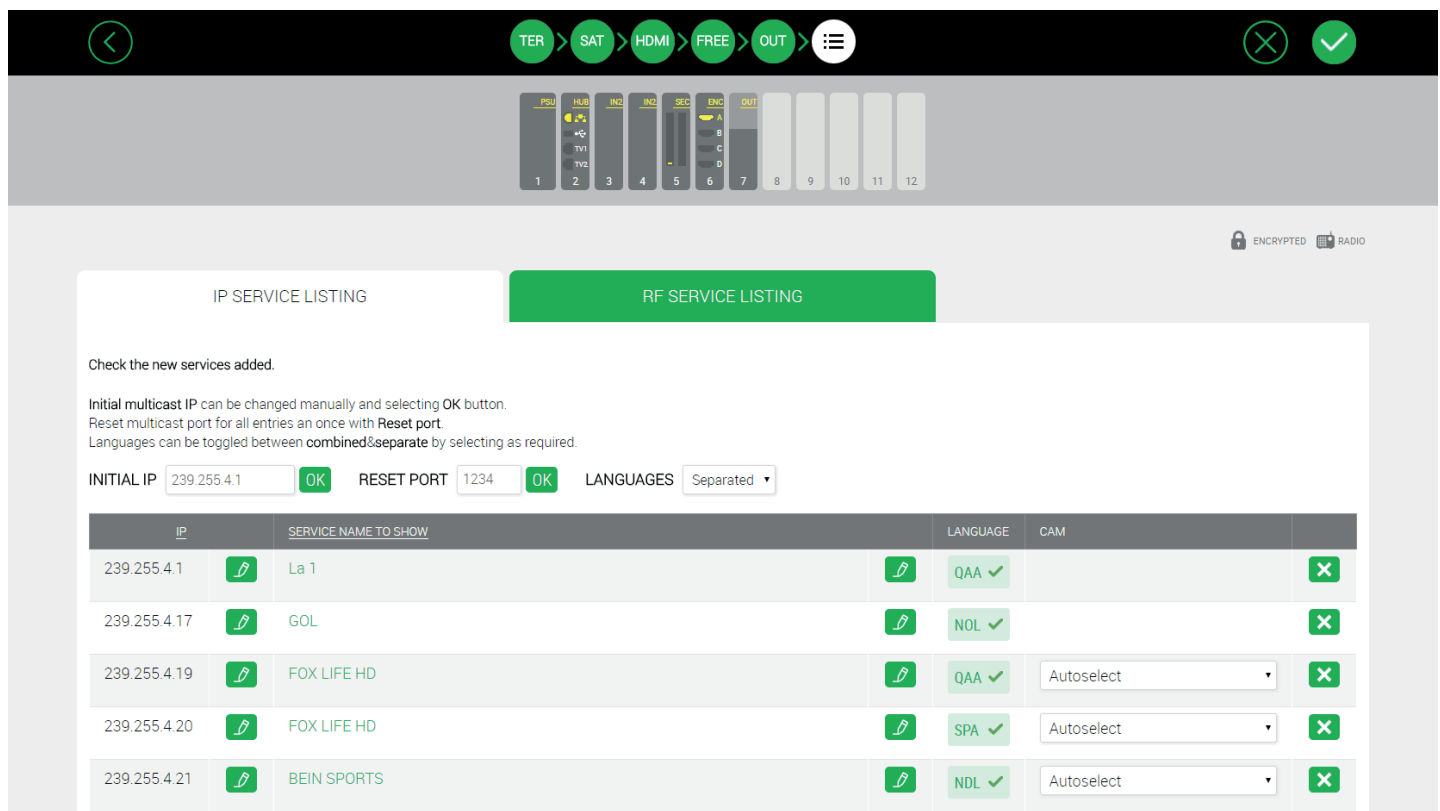 TER SAT HDMI FREE OUT
PSU HUB IN2 IN2 SEC ENC OUT
A
B
TV1 C
TV2 D
1 2 3 4 5 6 7 8 9 10 11 12
ENCRYPTED RADIO
IP SERVICE LISTING RF SERVICE LISTING
Check the new services added.
Initial multicast IP can be changed manually and selecting OK button.
Reset multicast port for all entries an once with Reset port.
Languages can be toggled between combined&separate by selecting as required.
INITIAL IP 239.255.4.1 OK RESET PORT 1234 OK LANGUAGES Separated
IP SERVICE NAME TO SHOW LANGUAGE CAM
239.255.4.1 La 1 QAA
239.255.4.17 GOL NOL
239.255.4.19 FOX LIFE HD QAA Autoselect
239.255.4.20 FOX LIFE HD SPA Autoselect
239.255.4.21 BEIN SPORTS NDL Autoselect